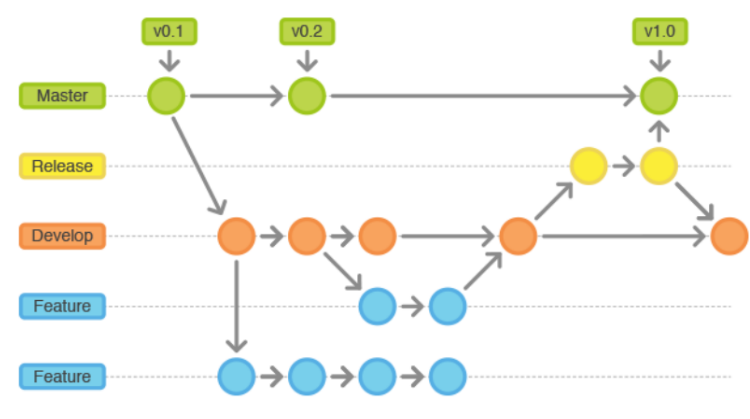 v0.1
v0.2
v1.0
Master
Release
Develop
Feature
Feature